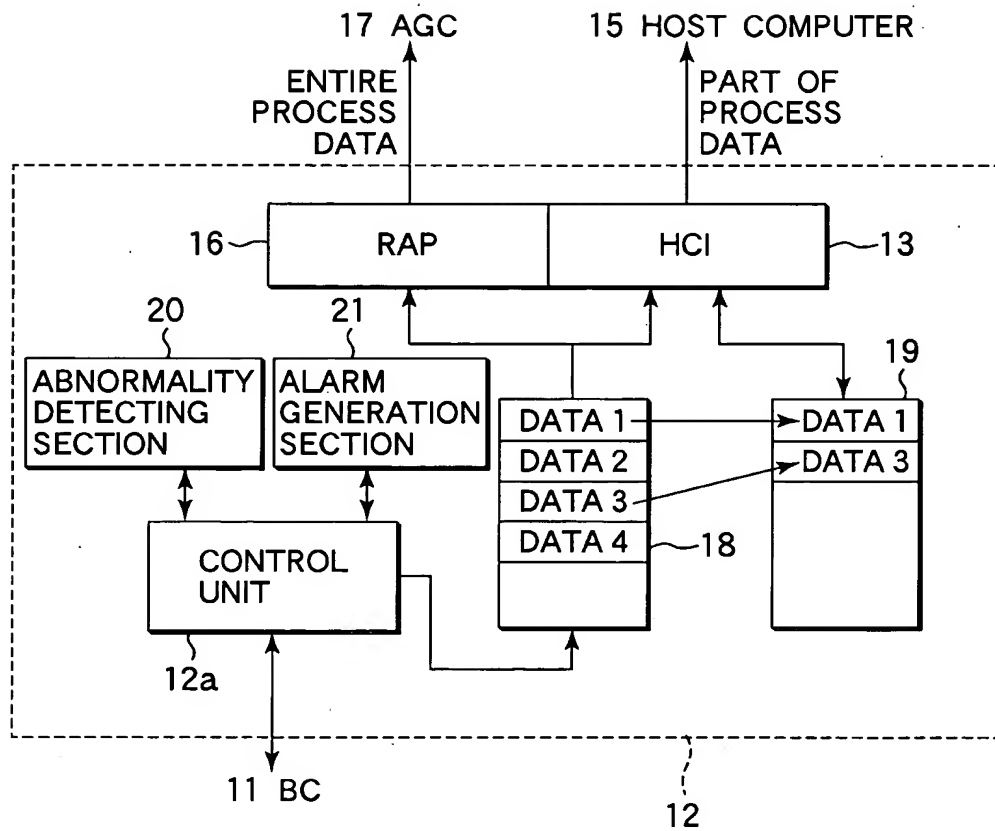 17 AGC
15 HOST COMPUTER
ENTIRE
PROCESS
DATA
PART OF
PROCESS
DATA
16
RAP
HCI
13
20
21
19
ABNORMALITY
DETECTING
SECTION
ALARM
GENERATION
SECTION
DATA 1
DATA 2
DATA 3
DATA 4
DATA 1
DATA 3
18
CONTROL
UNIT
12a
11 BC
12